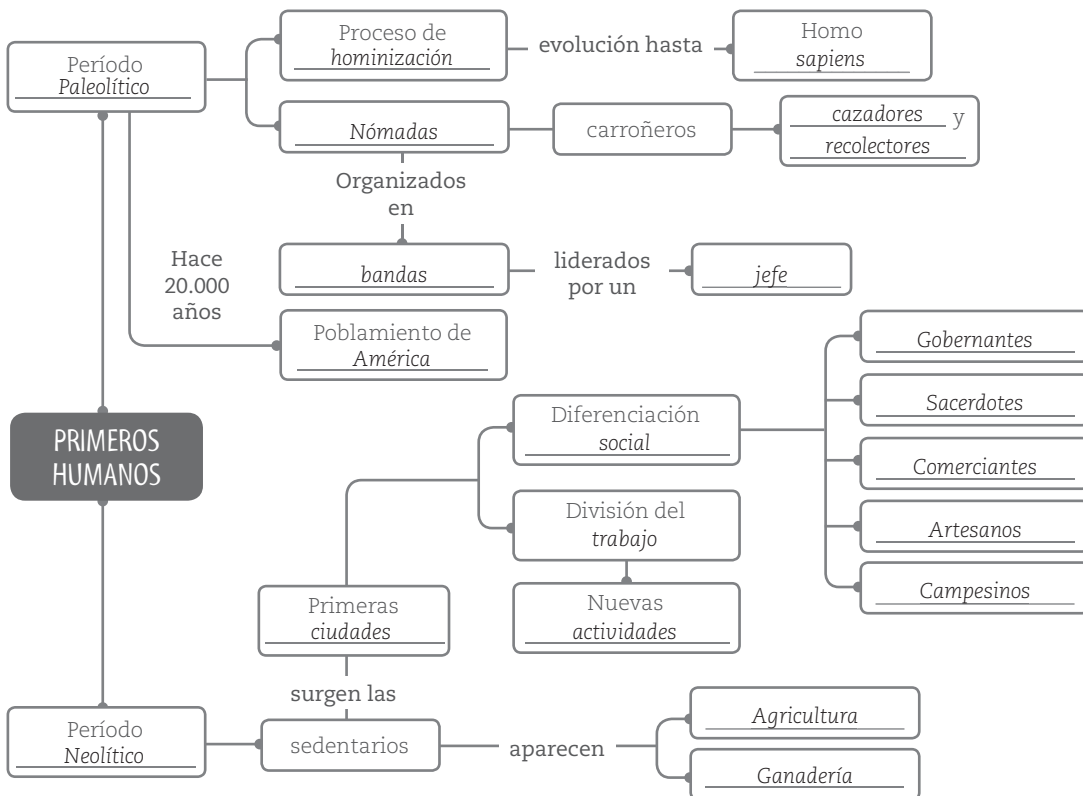 Período
Paleolítico
Proceso de
hominización
evolución hasta
Homo
sapiens
Nómadas
carroñeros
cazadores y
recolectores
Organizados
en
bandas
liderados
por un
jefe
Hace
20.000
años
Poblamiento de
América
PRIMEROS
HUMANOS
Diferenciación
social
Gobernantes
Sacerdotes
Comerciantes
Artesanos
Campesinos
División del
trabajo
Nuevas
actividades
Primeras
ciudades
surgen las
Período
Neolítico
sedentarios
aparecen
Agricultura
Ganadería